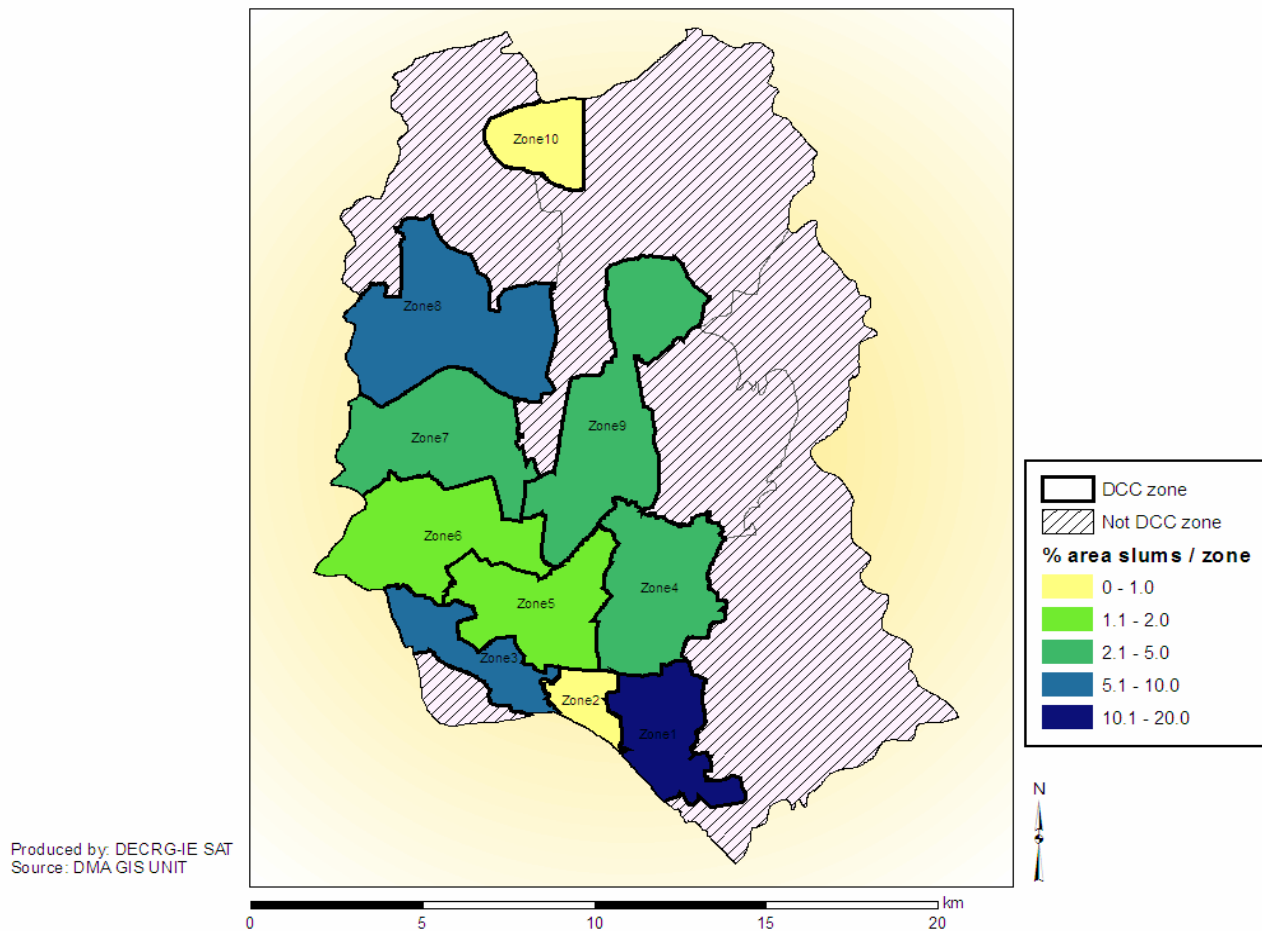 Zone10
Zone8
Zone7
Zone9
Zone6
Zone4
Zone5
Zone3
Zone2
Zone1
DCC zone
Not DCC zone
% area slums / zone
0 - 1.0
1.1 - 2.0
2.1 - 5.0
5.1 - 10.0
10.1 - 20.0
N
Produced by: DECRG-IE SAT
Source: DMA GIS UNIT
km
0 5 10 15 20